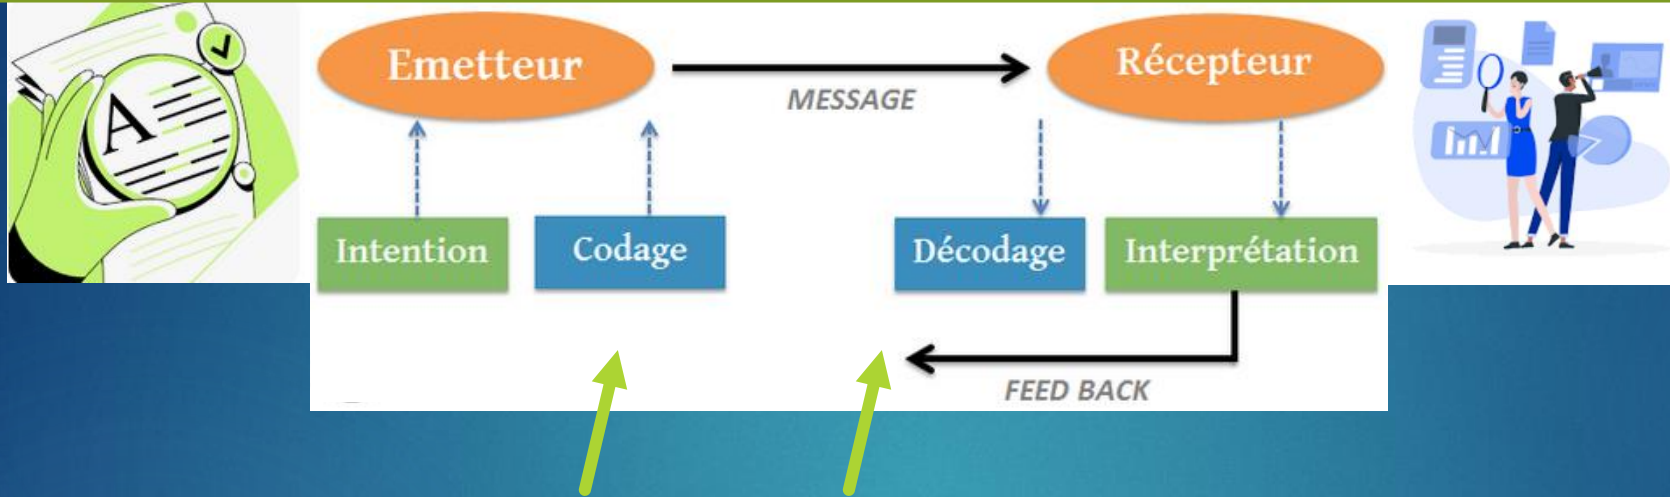 Emetteur
Récepteur
MESSAGE
A
Intention
Codage
Décodage
Interprétation
FEED BACK